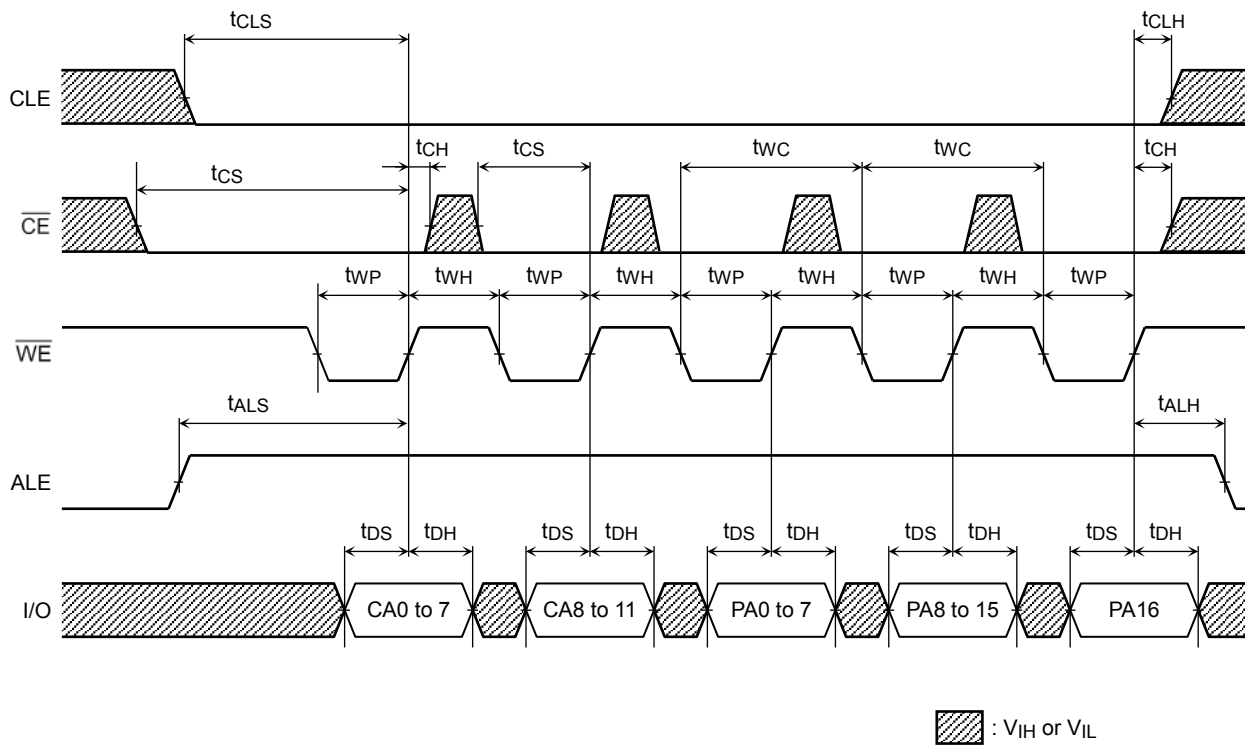 tCLS tCLH
CLE
tCH tCS tWC tWC tCH
tCS
CE
tWP tWH tWP tWH tWP tWH tWP tWH tWP
WE
tALS tALH
ALE
tDS tDH tDS tDH tDS tDH tDS tDH tDS tDH
I/O CA0 to 7 CA8 to 11 PA0 to 7 PA8 to 15 PA16
: VIH or VIL